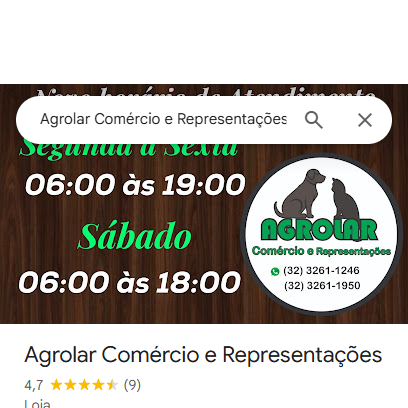 Novo horário de Atendimento
Agrolar Comércio e Representações
Segunda a Sexta
06:00 às 19:00
Sábado
06:00 às 18:00
AGROLAR
Comércio e Representações
(32) 3261-1246
(32) 3261-1950
Agrolar Comércio e Representações
4,7 (9)
Loja